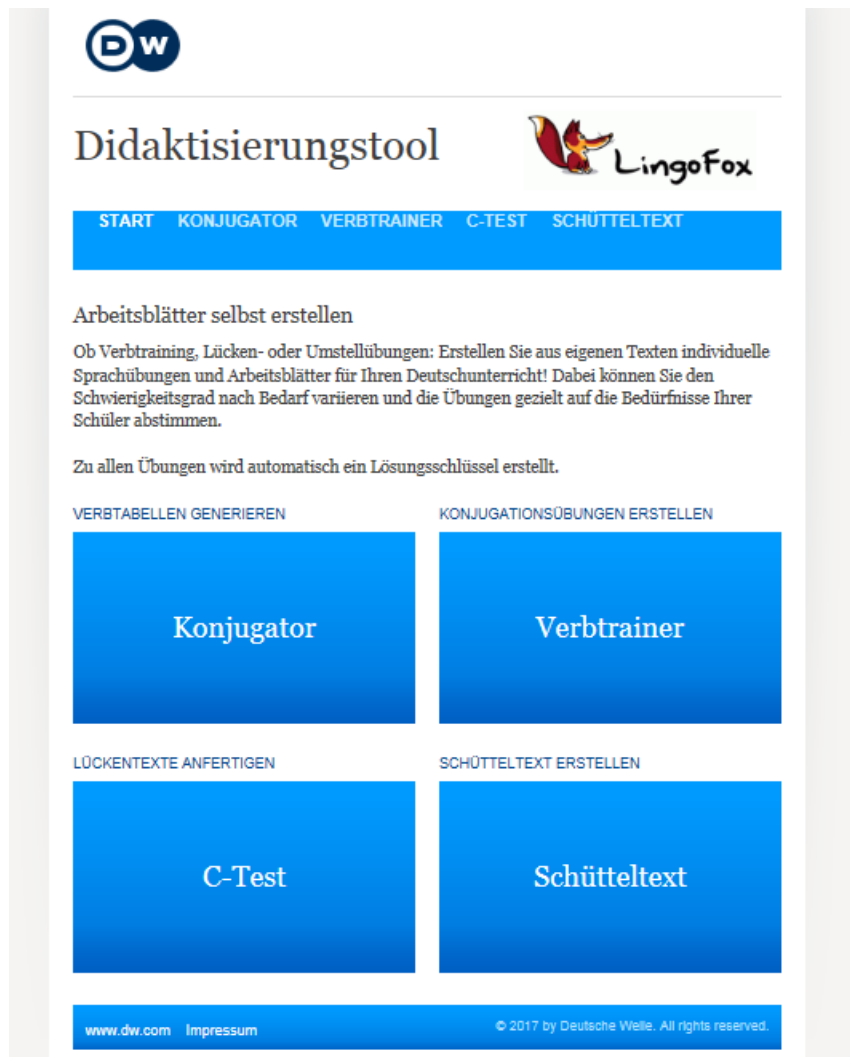 DW
Didaktisierungstool
LingoFox
START KONJUGATOR VERBTRAINER C-TEST SCHÜTTELTEXT
Arbeitsblätter selbst erstellen
Ob Verbtraining, Lücken- oder Umstellübungen: Erstellen Sie aus eigenen Texten individuelle
Sprachübungen und Arbeitsblätter für Ihren Deutschunterricht! Dabei können Sie den
Schwierigkeitsgrad nach Bedarf variieren und die Übungen gezielt auf die Bedürfnisse Ihrer
Schüler abstimmen.
Zu allen Übungen wird automatisch ein Lösungsschlüssel erstellt.
VERBTABELLEN GENERIEREN
Konjugator
KONJUGATIONSÜBUNGEN ERSTELLEN
Verbtrainer
LÜCKENTEXTE ANFERTIGEN
C-Test
SCHÜTTELTEXT ERSTELLEN
Schütteltext
www.dw.com Impressum
© 2017 by Deutsche Welle. All rights reserved.